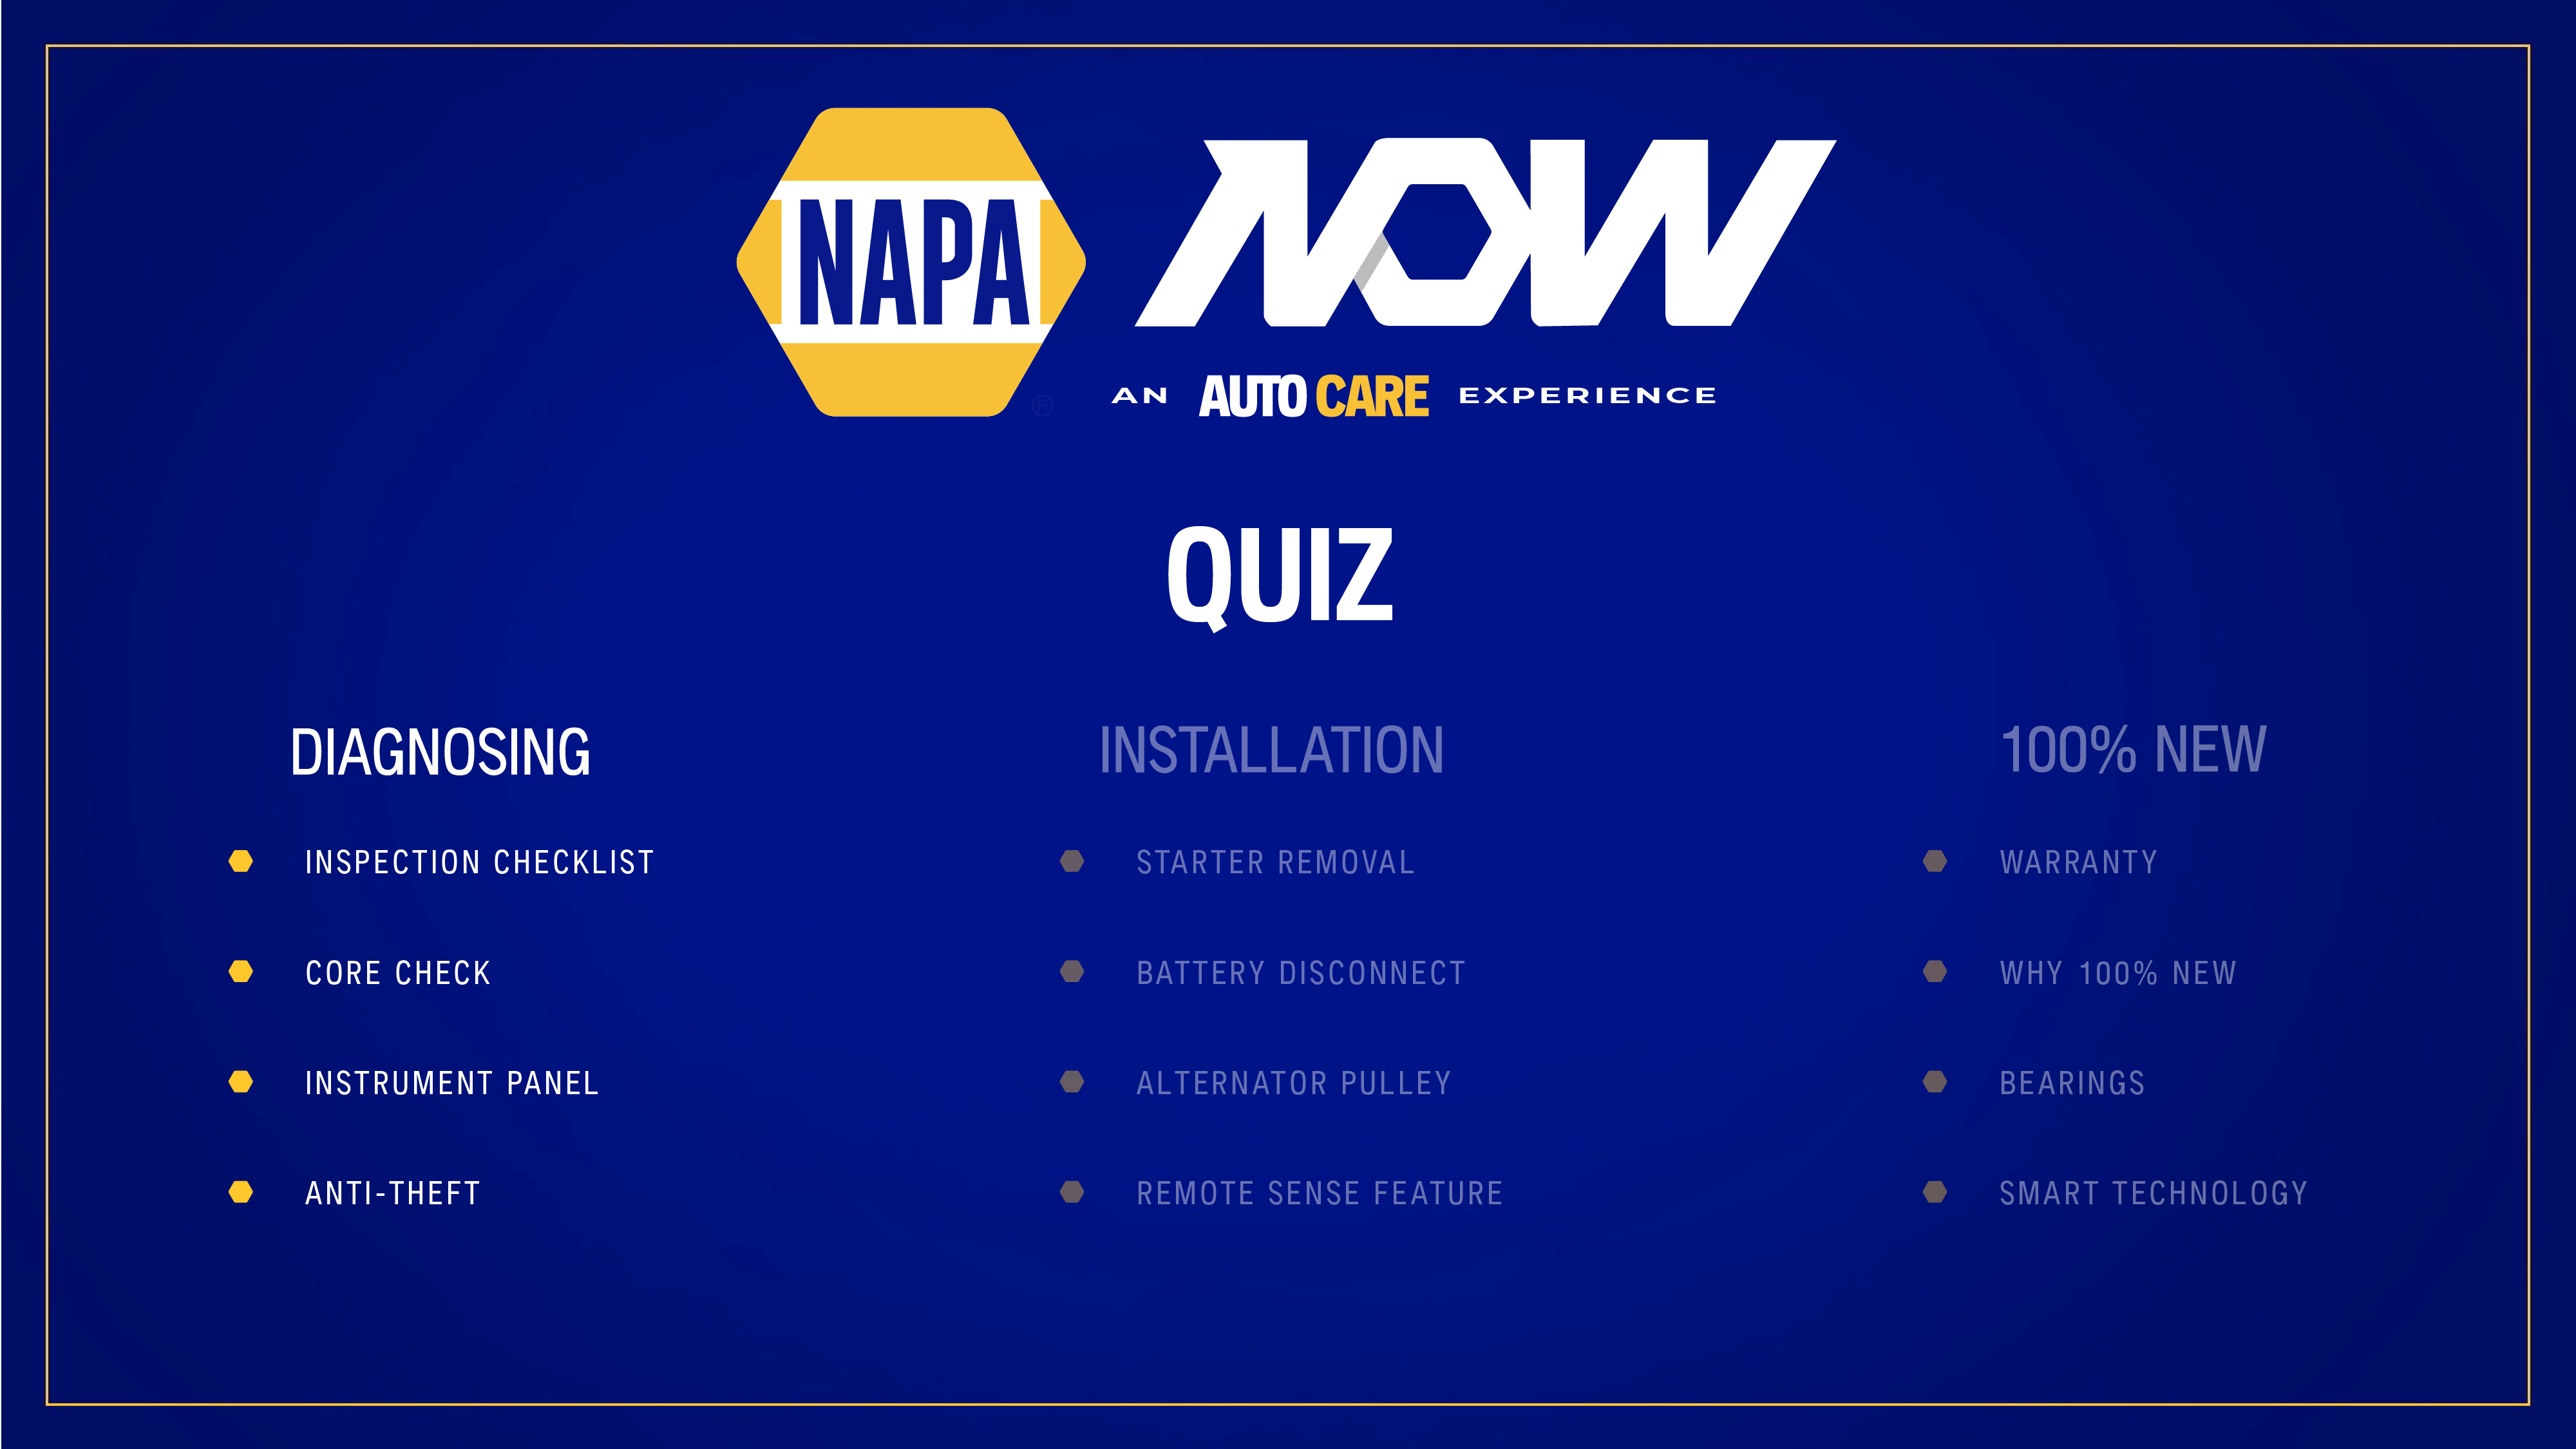 NAPA NOW
®
AN AUTO CARE EXPERIENCE
QUIZ
DIAGNOSING
INSPECTION CHECKLIST
CORE CHECK
INSTRUMENT PANEL
ANTI-THEFT
INSTALLATION
STARTER REMOVAL
BATTERY DISCONNECT
ALTERNATOR PULLEY
REMOTE SENSE FEATURE
100% NEW
WARRANTY
WHY 100% NEW
BEARINGS
SMART TECHNOLOGY